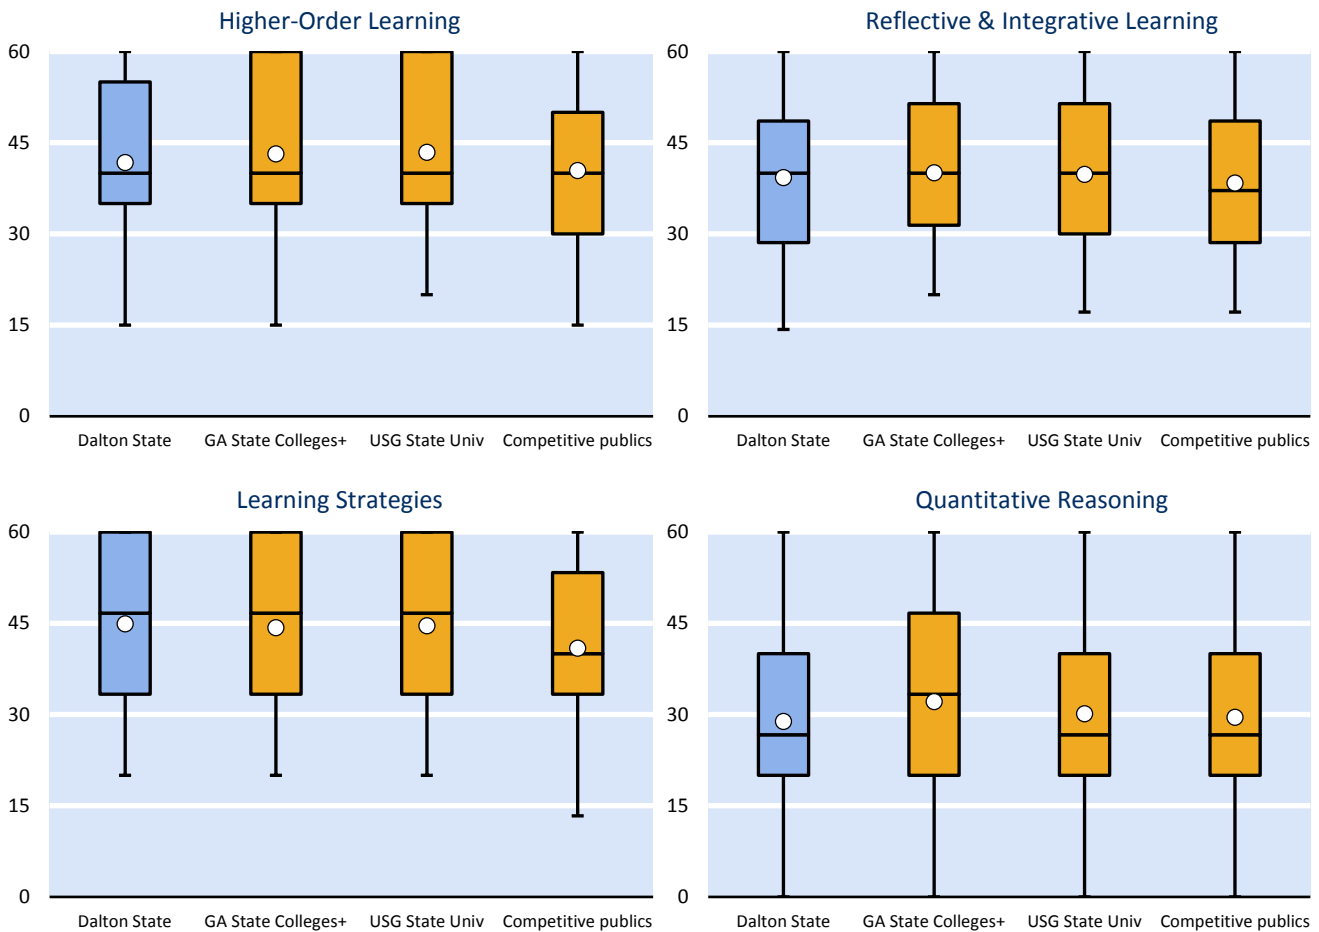 Higher-Order Learning
60
45
30
15
0
Dalton State GA State Colleges+ USG State Univ Competitive publics
Reflective & Integrative Learning
60
45
30
15
0
Dalton State GA State Colleges+ USG State Univ Competitive publics
Learning Strategies
60
45
30
15
0
Dalton State GA State Colleges+ USG State Univ Competitive publics
Quantitative Reasoning
60
45
30
15
0
Dalton State GA State Colleges+ USG State Univ Competitive publics